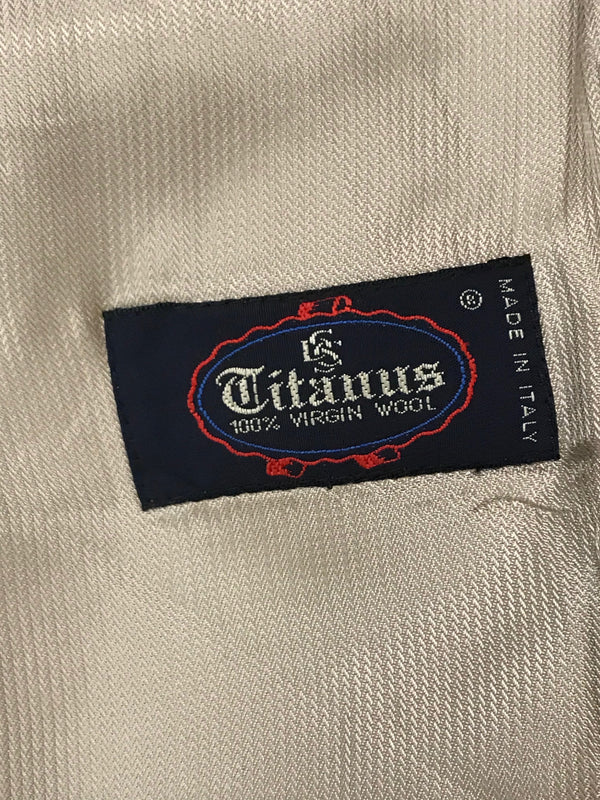 Titanus
100% VIRGIN WOOL
®
MADE IN ITALY